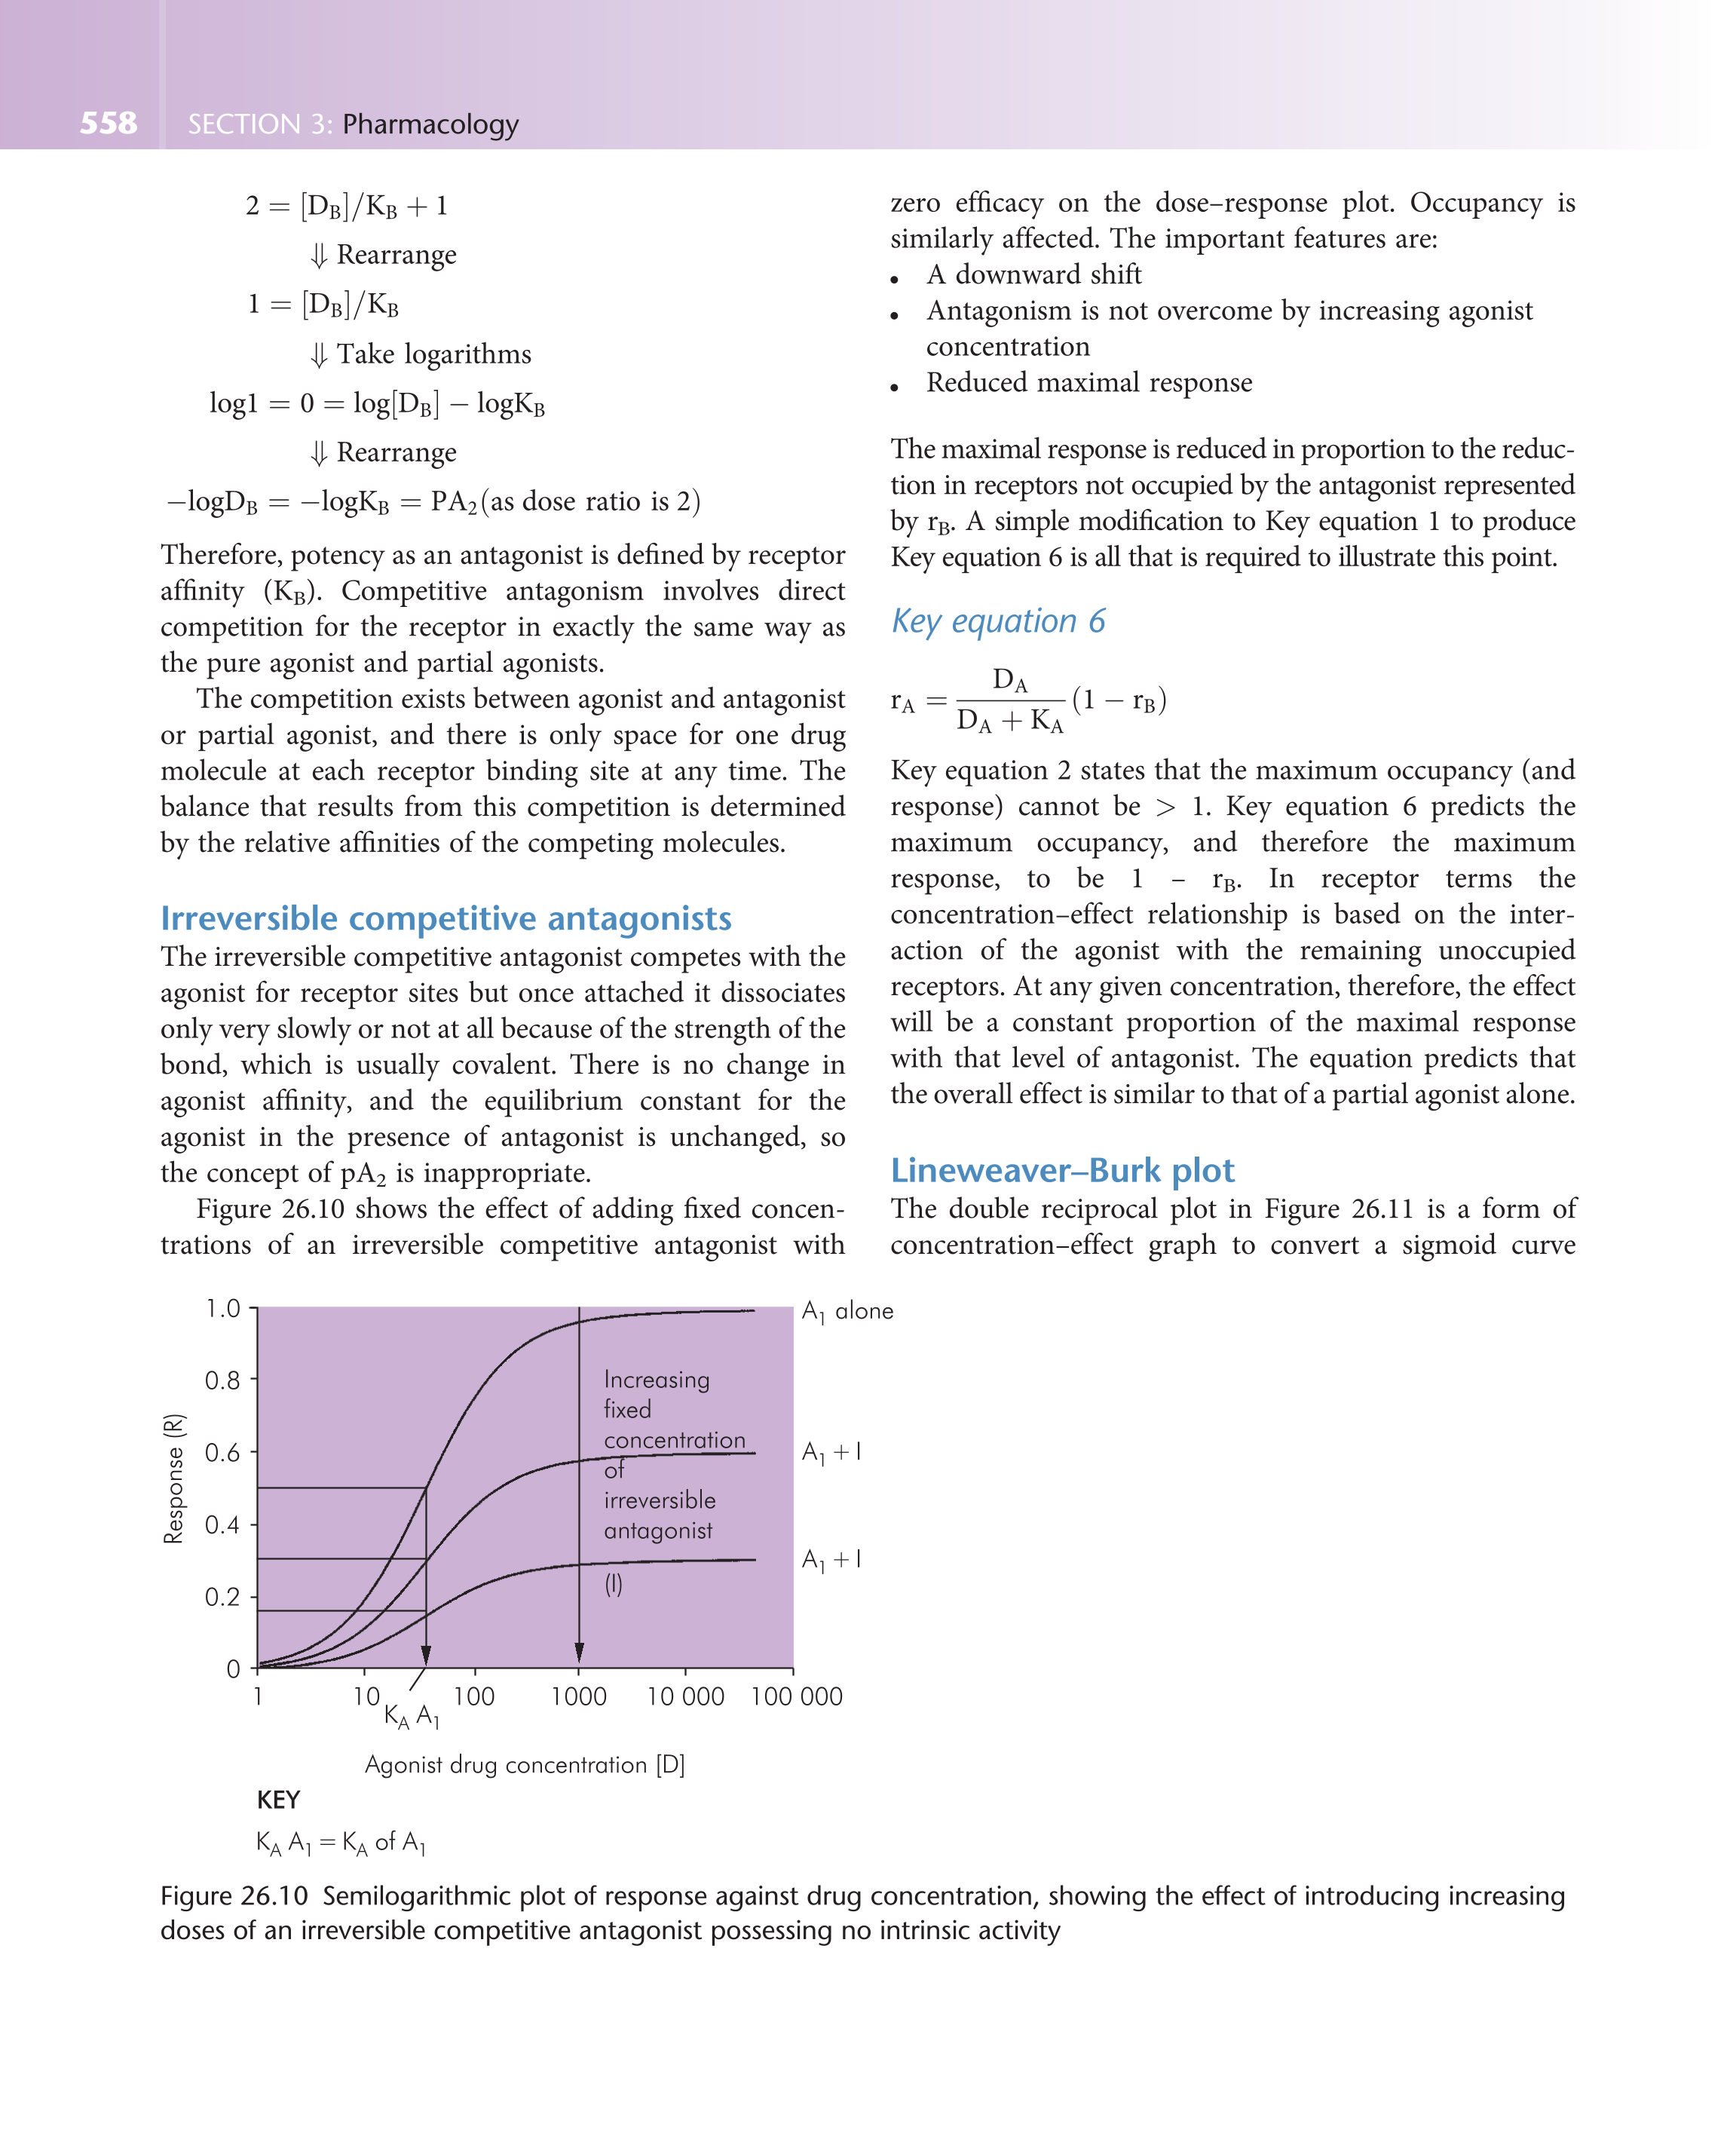 558 SECTION 3: Pharmacology
2 = [D_B]/K_B + 1
⇓ Rearrange
1 = [D_B]/K_B
⇓ Take logarithms
log1 = 0 = log[D_B] − logK_B
⇓ Rearrange
−logD_B = −logK_B = PA₂(as dose ratio is 2)
Therefore, potency as an antagonist is defined by receptor
affinity (K_B). Competitive antagonism involves direct
competition for the receptor in exactly the same way as
the pure agonist and partial agonists.
The competition exists between agonist and antagonist
or partial agonist, and there is only space for one drug
molecule at each receptor binding site at any time. The
balance that results from this competition is determined
by the relative affinities of the competing molecules.
Irreversible competitive antagonists
The irreversible competitive antagonist competes with the
agonist for receptor sites but once attached it dissociates
only very slowly or not at all because of the strength of the
bond, which is usually covalent. There is no change in
agonist affinity, and the equilibrium constant for the
agonist in the presence of antagonist is unchanged, so
the concept of pA₂ is inappropriate.
Figure 26.10 shows the effect of adding fixed concen-
trations of an irreversible competitive antagonist with
zero efficacy on the dose–response plot. Occupancy is
similarly affected. The important features are:
• A downward shift
• Antagonism is not overcome by increasing agonist
concentration
• Reduced maximal response
The maximal response is reduced in proportion to the reduc-
tion in receptors not occupied by the antagonist represented
by r_B. A simple modification to Key equation 1 to produce
Key equation 6 is all that is required to illustrate this point.
Key equation 6
r_A = D_A / (D_A + K_A) (1 − r_B)
Key equation 2 states that the maximum occupancy (and
response) cannot be > 1. Key equation 6 predicts the
maximum occupancy, and therefore the maximum
response, to be 1 – r_B. In receptor terms the
concentration–effect relationship is based on the inter-
action of the agonist with the remaining unoccupied
receptors. At any given concentration, therefore, the effect
will be a constant proportion of the maximal response
with that level of antagonist. The equation predicts that
the overall effect is similar to that of a partial agonist alone.
Lineweaver–Burk plot
The double reciprocal plot in Figure 26.11 is a form of
concentration–effect graph to convert a sigmoid curve
Response (R)
1.0
0.8
0.6
0.4
0.2
0
A₁ alone
A₁ + I
A₁ + I
Increasing
fixed
concentration
of
irreversible
antagonist
(I)
1 10 100 1000 10 000 100 000
K_A A₁
Agonist drug concentration [D]
KEY
K_A A₁ = K_A of A₁
Figure 26.10 Semilogarithmic plot of response against drug concentration, showing the effect of introducing increasing
doses of an irreversible competitive antagonist possessing no intrinsic activity